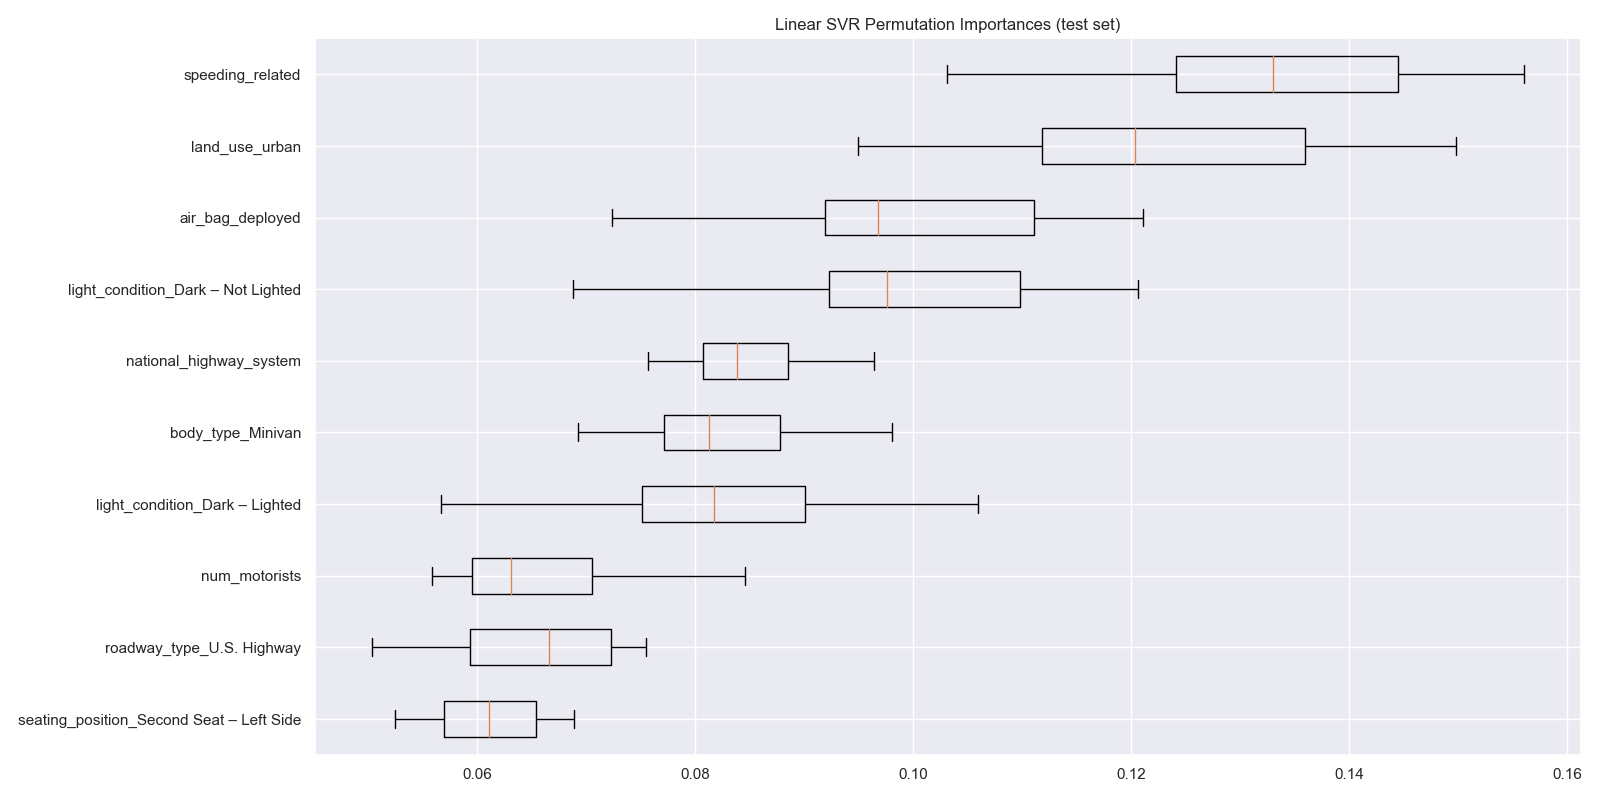 Linear SVR Permutation Importances (test set)
speeding_related
land_use_urban
air_bag_deployed
light_condition_Dark – Not Lighted
national_highway_system
body_type_Minivan
light_condition_Dark – Lighted
num_motorists
roadway_type_U.S. Highway
seating_position_Second Seat – Left Side
0.06 0.08 0.10 0.12 0.14 0.16